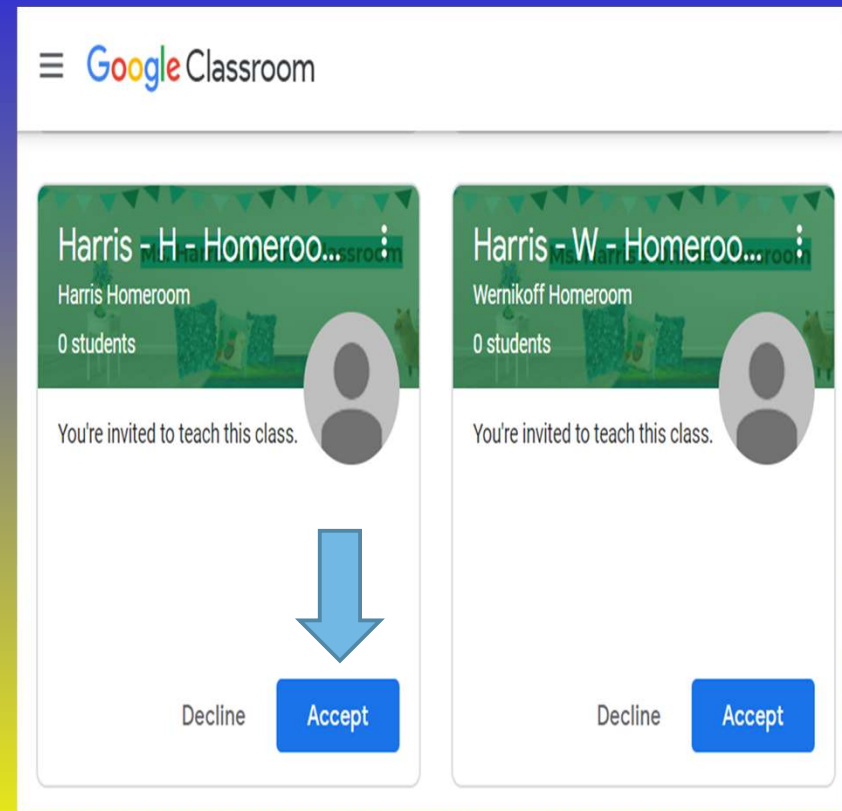 Google Classroom
Harris - H - Homeroo...
Harris Homeroom
0 students
You're invited to teach this class.
Decline
Accept
Harris - W - Homeroo...
Wernikoff Homeroom
0 students
You're invited to teach this class.
Decline
Accept